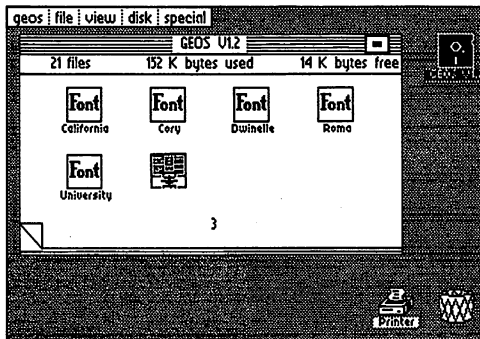 geos file view disk special
GEOS V1.2
21 files 152 K bytes used 14 K bytes free
Font Font Font Font
California Cory Dwinelle Roma
Font
University
3
Printer